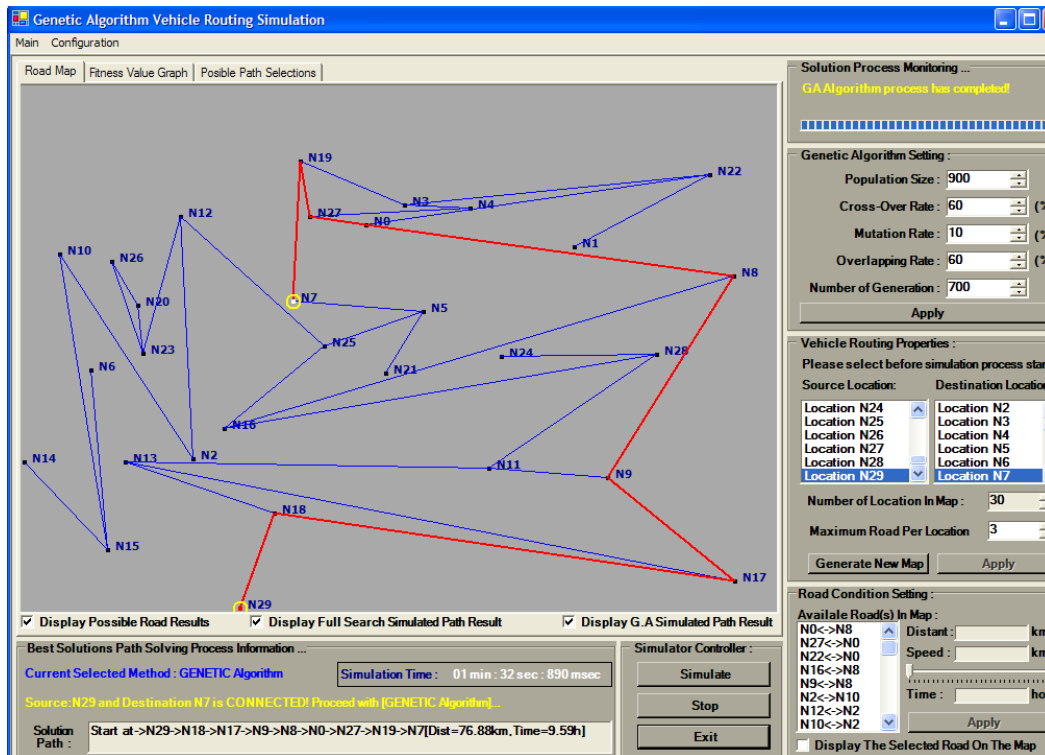 Genetic Algorithm Vehicle Routing Simulation
Main Configuration
Road Map Fitness Value Graph Posible Path Selections
N19
N22
N3
N4
N12
N27
N0
N1
N10
N26
N8
N7
N20
N5
N25
N23
N24
N28
N6
N21
N16
N14
N13
N2
N11
N9
N18
N15
N17
N29
Display Possible Road Results Display Full Search Simulated Path Result Display G.A Simulated Path Result
Best Solutions Path Solving Process Information ...
Current Selected Method : GENETIC Algorithm
Simulation Time : 01 min : 32 sec : 890 msec
Source:N29 and Destination N7 is CONNECTED! Proceed with [GENETIC Algorithm]...
Solution Path :
Start at->N29->N18->N17->N9->N8->N0->N27->N19->N7[Dist=76.88km,Time=9.59h]
Simulator Controller :
Simulate
Stop
Exit
Solution Process Monitoring ...
GA Algorithm process has completed!
Genetic Algorithm Setting :
Population Size : 900
Cross-Over Rate : 60 (%
Mutation Rate : 10 (%
Overlapping Rate : 60 (%
Number of Generation : 700
Apply
Vehicle Routing Properties :
Please select before simulation process star
Source Location: Destination Locatio
Location N24 Location N2
Location N25 Location N3
Location N26 Location N4
Location N27 Location N5
Location N28 Location N6
Location N29 Location N7
Number of Location In Map : 30
Maximum Road Per Location 3
Generate New Map Apply
Road Condition Setting :
Availale Road(s) In Map :
N0<->N8
N27<->N0
N22<->N0
N16<->N8
N9<->N8
N2<->N10
N12<->N2
N10<->N2
Distant : km
Speed : km
Time : ho
Apply
Display The Selected Road On The Map